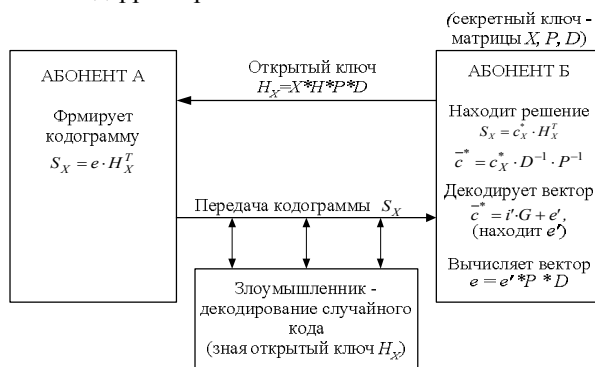 (секретный ключ -
матрицы X, P, D)
АБОНЕНТ А
Фрмирует
кодограмму
S_X = e · H_X^T
Открытый ключ
H_X=X*H*P*D
АБОНЕНТ Б
Находит решение
S_X = c_X^* · H_X^T
c̅^* = c_X^* · D^{-1} · P^{-1}
Декодирует вектор
c̅^* = i'·G + e',
(находит e')
Вычисляет вектор
e = e'*P *D
Передача кодограммы S_X
Злоумышленник -
декодирование случайного
кода
(зная открытый ключ H_X)